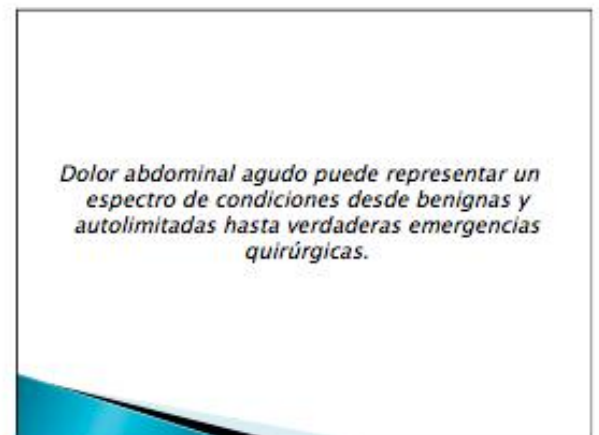 Dolor abdominal agudo puede representar un
espectro de condiciones desde benignas y
autolimitadas hasta verdaderas emergencias
quirúrgicas.